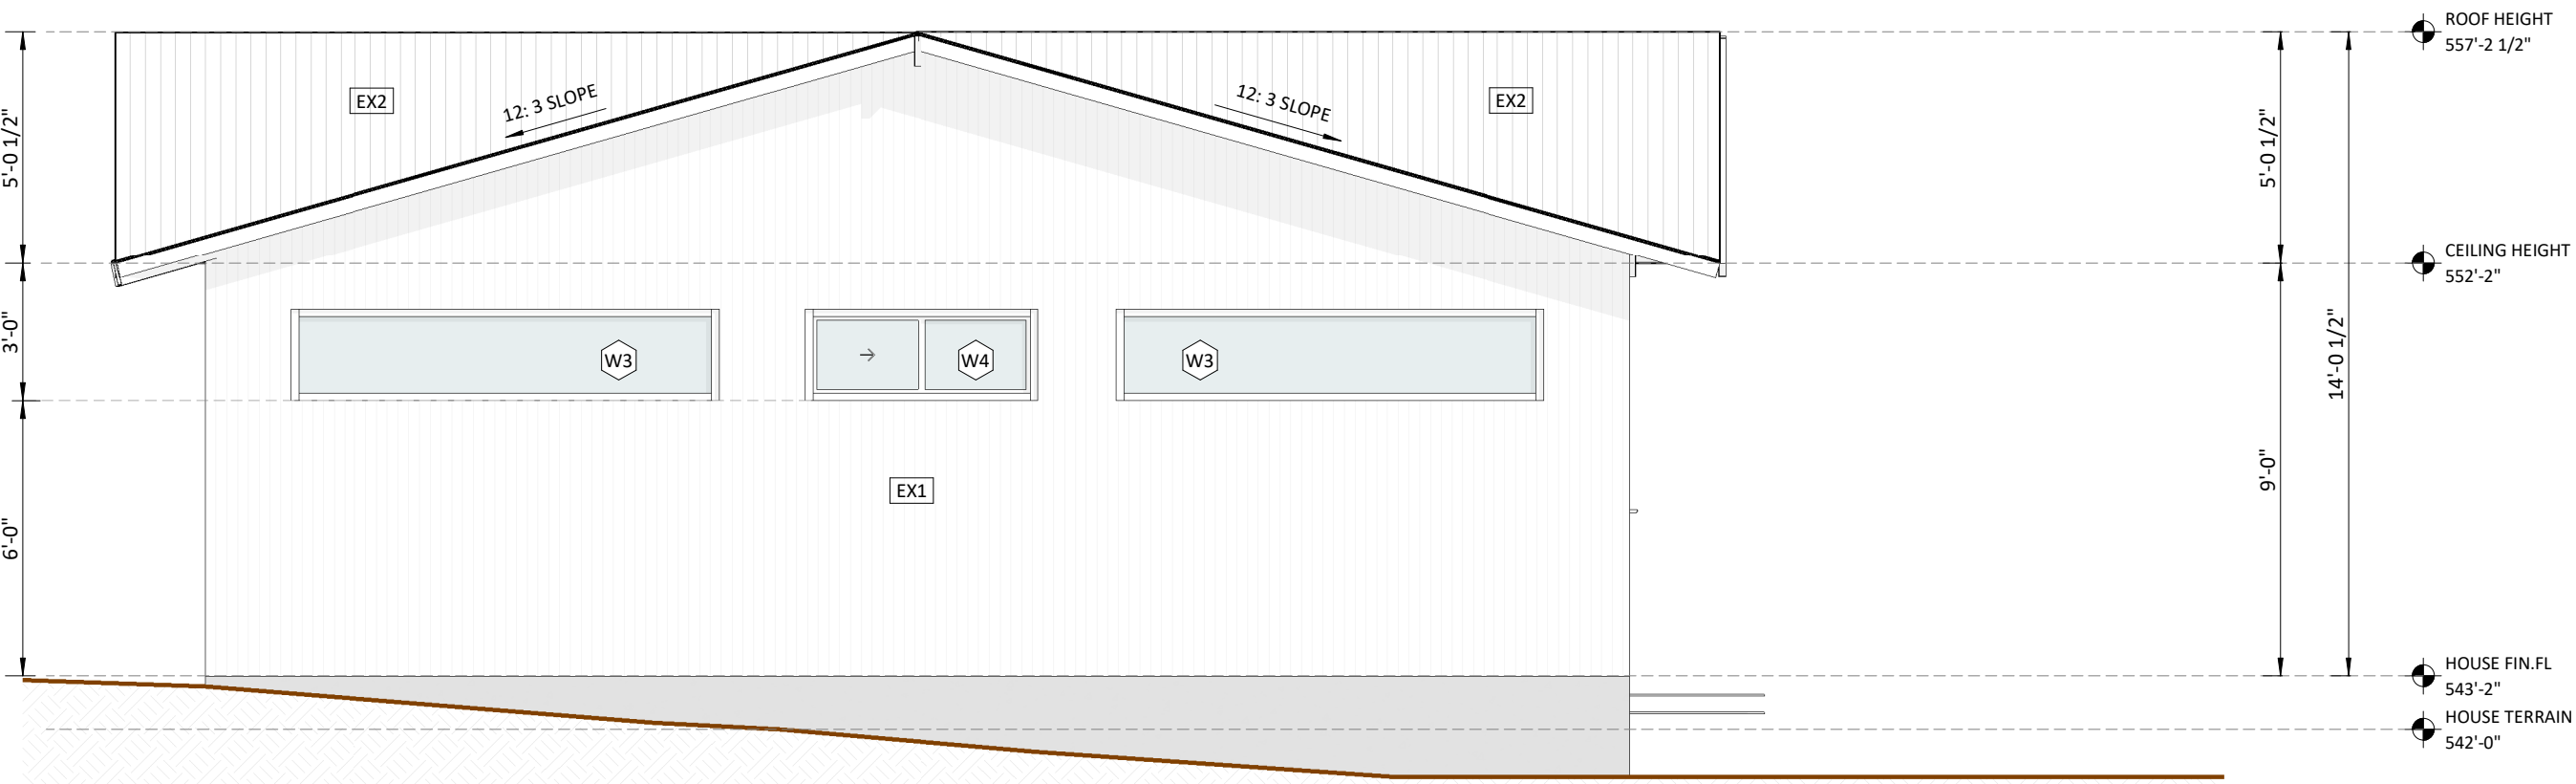 ROOF HEIGHT
557'-2 1/2"
EX2
12: 3 SLOPE
12: 3 SLOPE
EX2
5'-0 1/2"
5'-0 1/2"
CEILING HEIGHT
552'-2"
3'-0"
W3
W4
W3
14'-0 1/2"
EX1
9'-0"
6'-0"
HOUSE FIN.FL
543'-2"
HOUSE TERRAIN
542'-0"